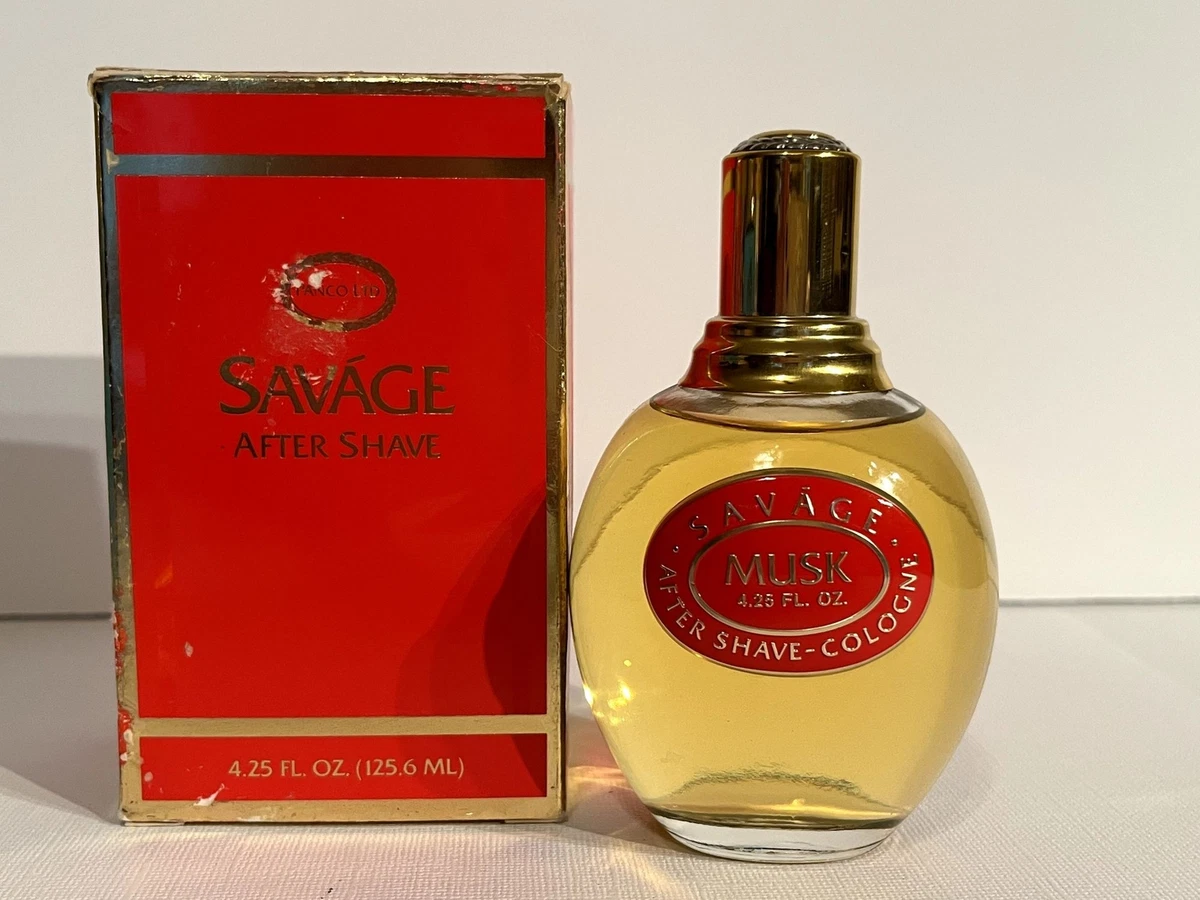 SAVÁGE
AFTER SHAVE
4.25 FL. OZ. (125.6 ML)
SAVÁGE
MUSK
4.25 FL. OZ.
AFTER SHAVE-COLOGNE